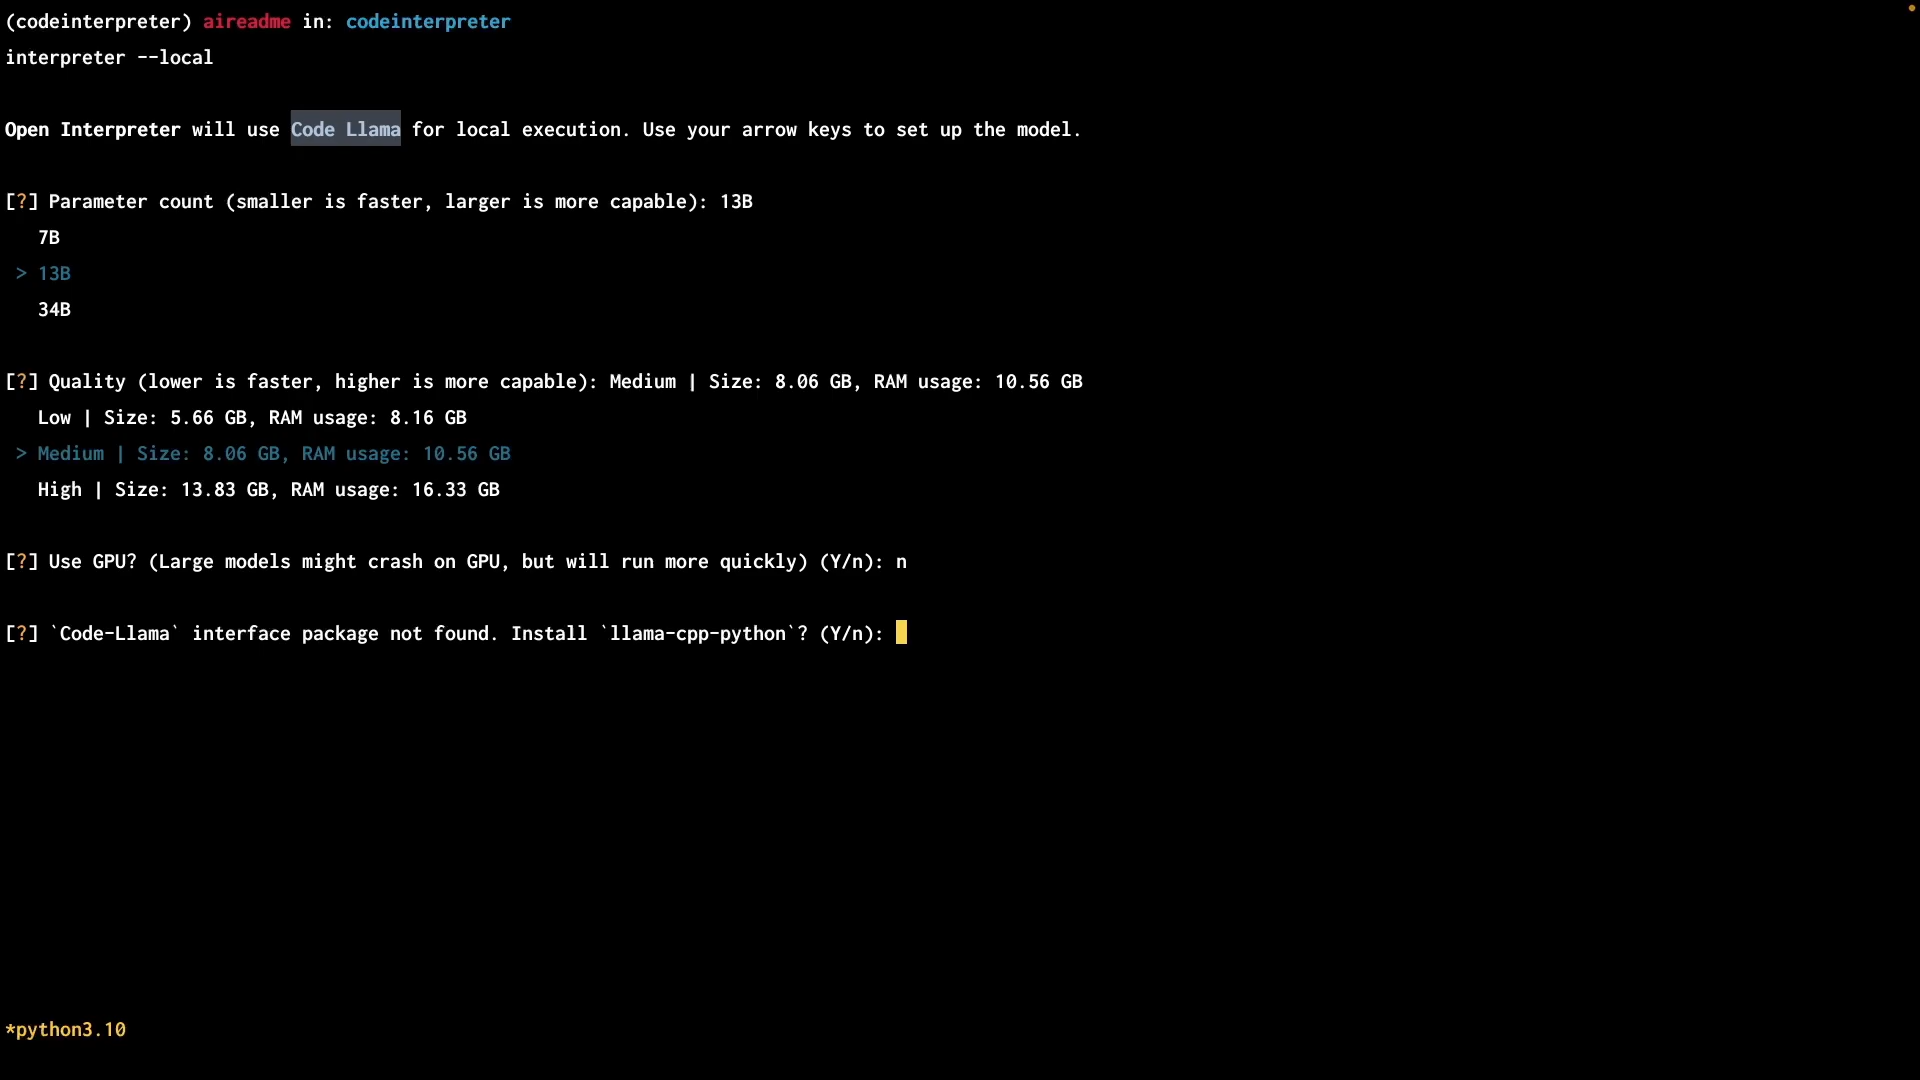 (codeinterpreter) aireadme in: codeinterpreter
interpreter --local
Open Interpreter will use Code Llama for local execution. Use your arrow keys to set up the model.
[?] Parameter count (smaller is faster, larger is more capable): 13B
7B
> 13B
34B
[?] Quality (lower is faster, higher is more capable): Medium | Size: 8.06 GB, RAM usage: 10.56 GB
Low | Size: 5.66 GB, RAM usage: 8.16 GB
> Medium | Size: 8.06 GB, RAM usage: 10.56 GB
High | Size: 13.83 GB, RAM usage: 16.33 GB
[?] Use GPU? (Large models might crash on GPU, but will run more quickly) (Y/n): n
[?] `Code-Llama` interface package not found. Install `llama-cpp-python`? (Y/n):
*python3.10